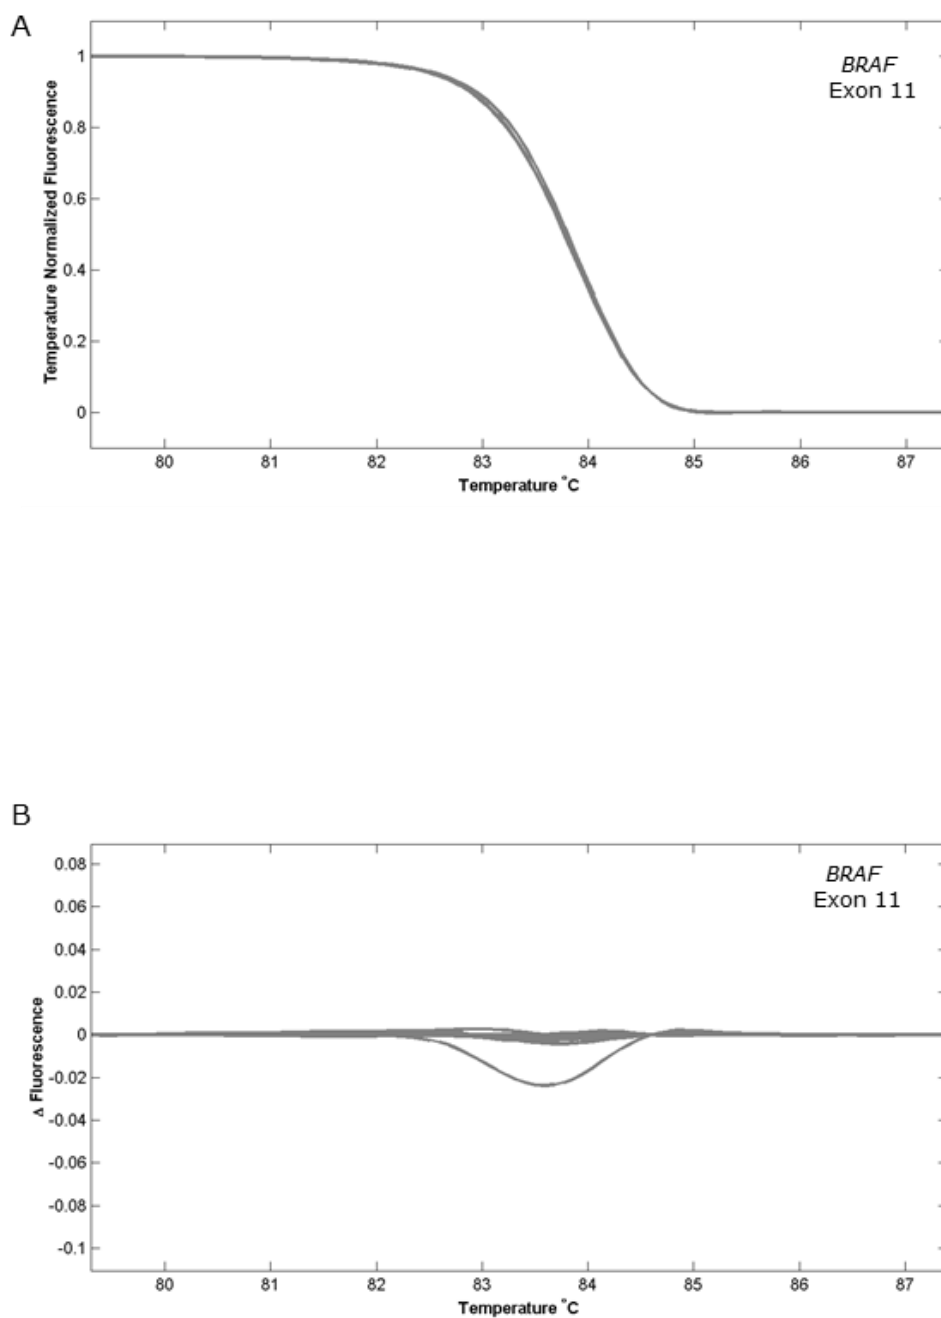 A
BRAF
Exon 11
1
0.8
0.6
0.4
0.2
0
Temperature Normalized Fluorescence
80 81 82 83 84 85 86 87
Temperature °C
B
BRAF
Exon 11
0.08
0.06
0.04
0.02
0
-0.02
-0.04
-0.06
-0.08
-0.1
Δ Fluorescence
80 81 82 83 84 85 86 87
Temperature °C